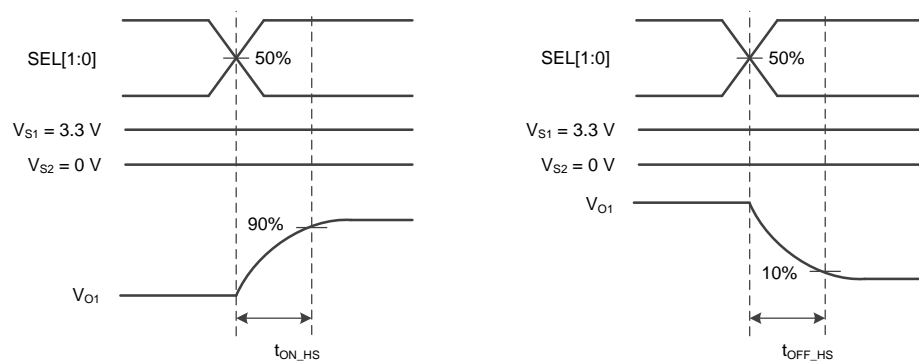 SEL[1:0]
50%
V_S1 = 3.3 V
V_S2 = 0 V
90%
V_O1
t_ON_HS
SEL[1:0]
50%
V_S1 = 3.3 V
V_S2 = 0 V
V_O1
10%
t_OFF_HS